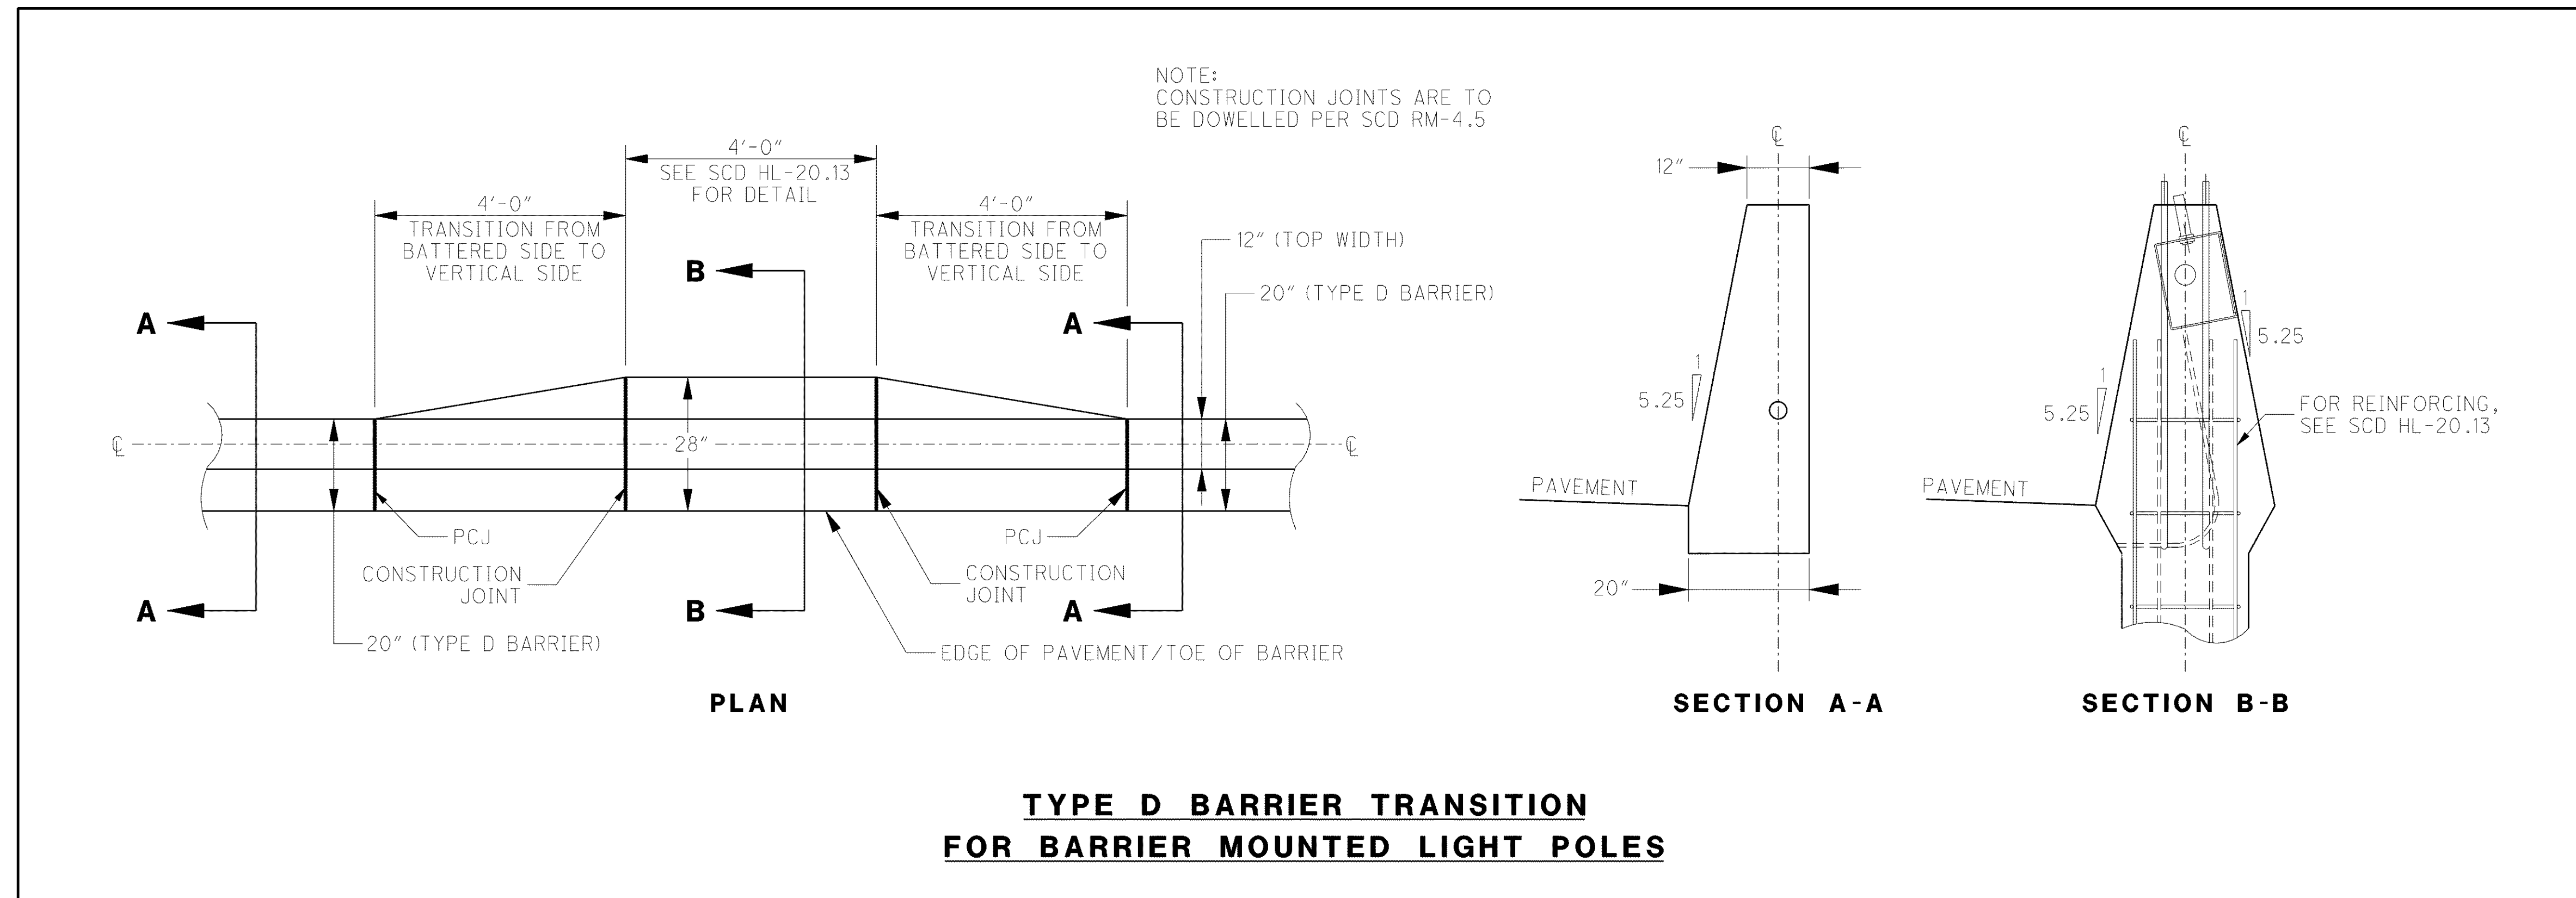 NOTE:
CONSTRUCTION JOINTS ARE TO
BE DOWELLED PER SCD RM-4.5
4'-0"
SEE SCD HL-20.13
FOR DETAIL
4'-0"
TRANSITION FROM
BATTERED SIDE TO
VERTICAL SIDE
4'-0"
TRANSITION FROM
BATTERED SIDE TO
VERTICAL SIDE
12" (TOP WIDTH)
20" (TYPE D BARRIER)
A
B
A
℄
28"
℄
PCJ
PCJ
CONSTRUCTION
JOINT
CONSTRUCTION
JOINT
A
B
A
20" (TYPE D BARRIER)
EDGE OF PAVEMENT/TOE OF BARRIER
PLAN
℄
12"
1
5.25
PAVEMENT
20"
SECTION A-A
℄
1
5.25
1
5.25
FOR REINFORCING,
SEE SCD HL-20.13
PAVEMENT
SECTION B-B
TYPE D BARRIER TRANSITION
FOR BARRIER MOUNTED LIGHT POLES